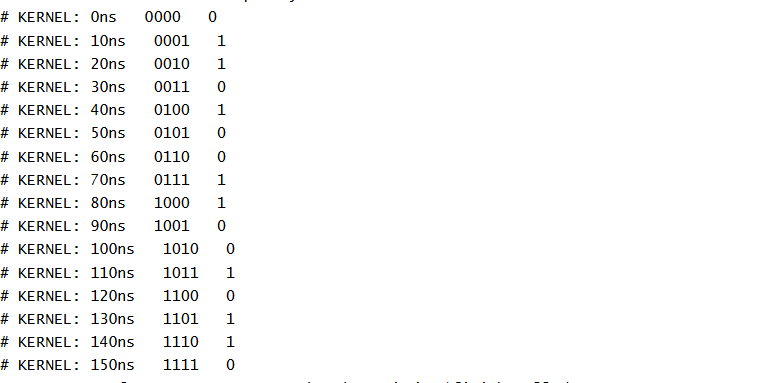 # KERNEL: 0ns   0000   0
# KERNEL: 10ns   0001   1
# KERNEL: 20ns   0010   1
# KERNEL: 30ns   0011   0
# KERNEL: 40ns   0100   1
# KERNEL: 50ns   0101   0
# KERNEL: 60ns   0110   0
# KERNEL: 70ns   0111   1
# KERNEL: 80ns   1000   1
# KERNEL: 90ns   1001   0
# KERNEL: 100ns   1010   0
# KERNEL: 110ns   1011   1
# KERNEL: 120ns   1100   0
# KERNEL: 130ns   1101   1
# KERNEL: 140ns   1110   1
# KERNEL: 150ns   1111   0